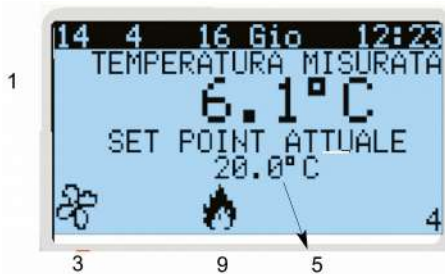 14 4 16 Gio 12:23
TEMPERATURA MISURATA
6.1°C
SET POINT ATTUALE
20.0°C
4
1
3 9 5